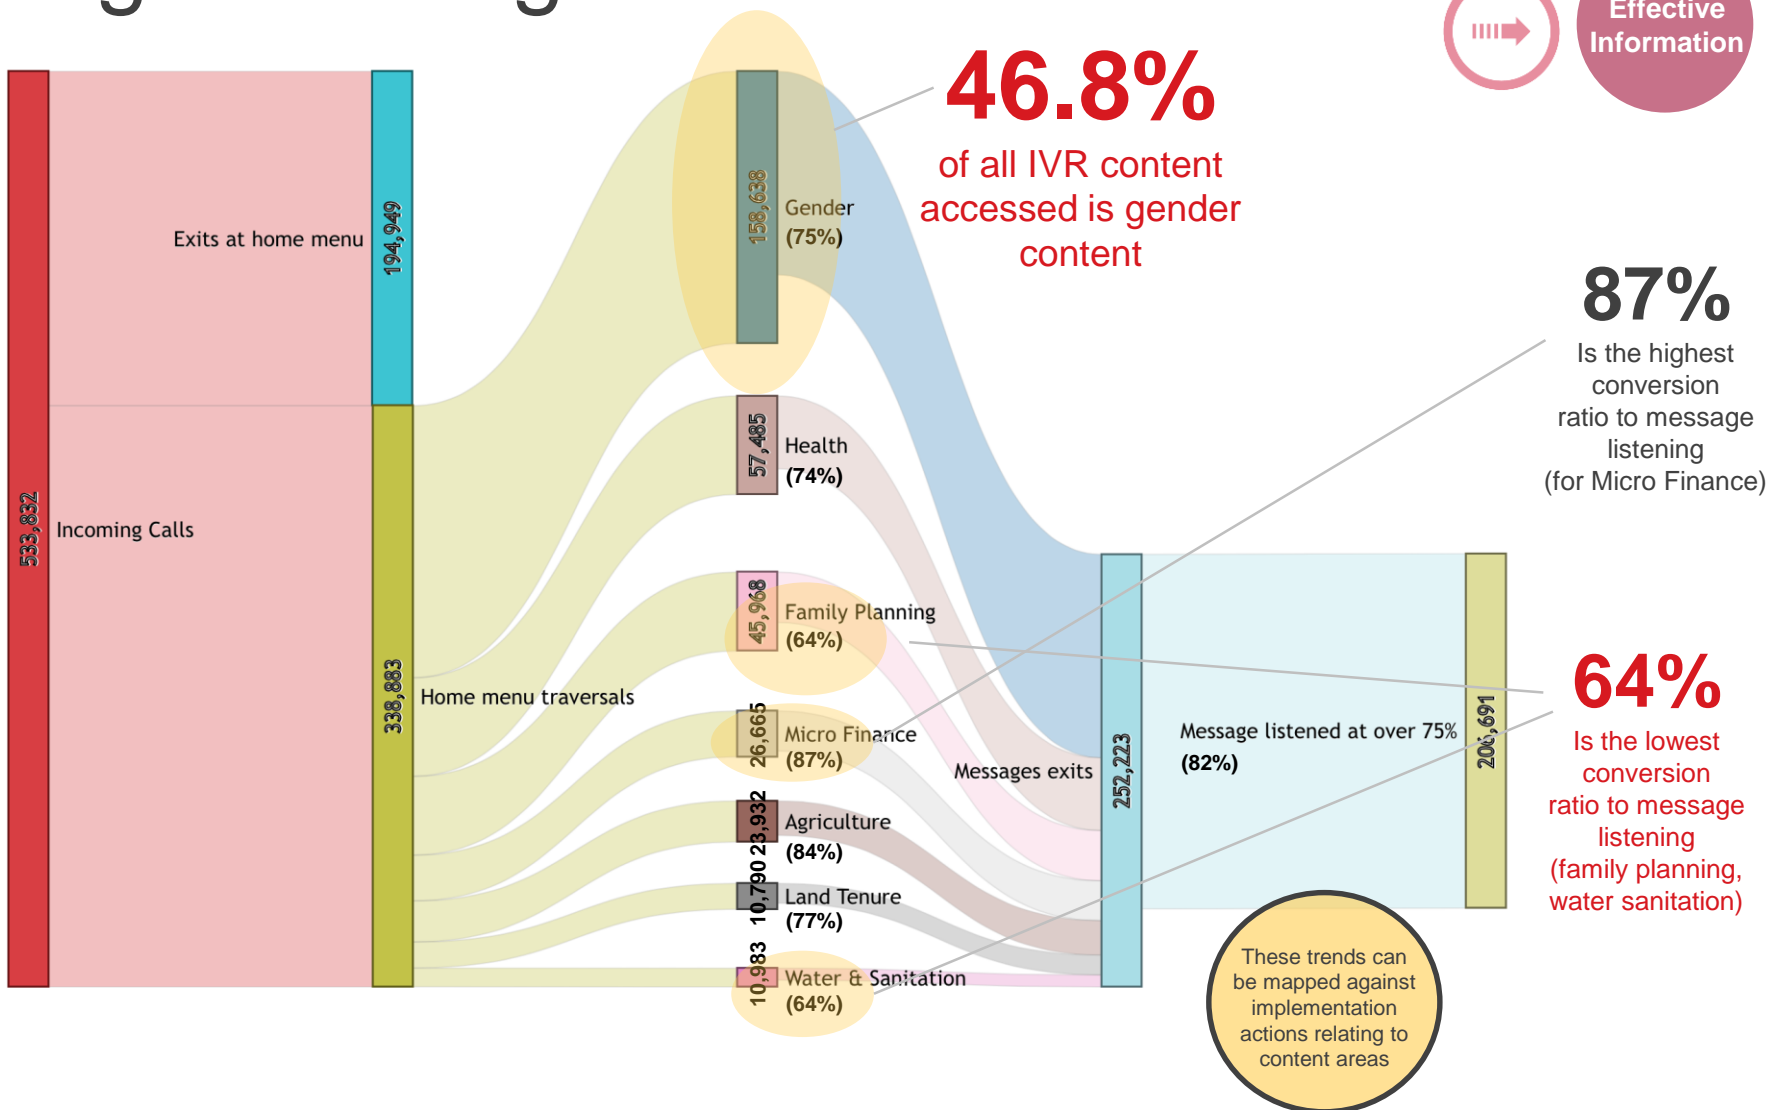 Effective
Information
46.8%
of all IVR content
accessed is gender
content
Exits at home menu
194,949
158,638
Gender
(75%)
87%
Is the highest
conversion
ratio to message
listening
(for Micro Finance)
533,832
Incoming Calls
57,485
Health
(74%)
338,883
Home menu traversals
45,968
Family Planning
(64%)
26,665
Micro Finance
(87%)
23,932
Agriculture
(84%)
10,790
Land Tenure
(77%)
10,983
Water & Sanitation
(64%)
Messages exits
252,223
Message listened at over 75%
(82%)
206,691
64%
Is the lowest
conversion
ratio to message
listening
(family planning,
water sanitation)
These trends can
be mapped against
implementation
actions relating to
content areas